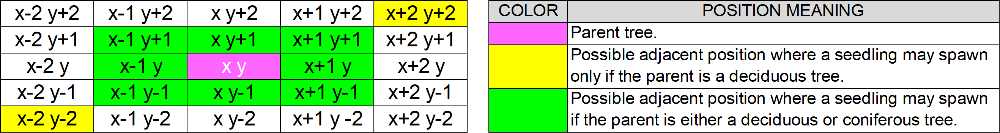 x-2 y+2 x-1 y+2 x y+2 x+1 y+2 x+2 y+2
x-2 y+1 x-1 y+1 x y+1 x+1 y+1 x+2 y+1
x-2 y x-1 y x y x+1 y x+2 y
x-2 y-1 x-1 y-1 x y-1 x+1 y-1 x+2 y-1
x-2 y-2 x-1 y-2 x y-2 x+1 y -2 x+2 y-2
COLOR POSITION MEANING
Parent tree.
Possible adjacent position where a seedling may spawn
only if the parent is a deciduous tree.
Possible adjacent position where a seedling may spawn
if the parent is either a deciduous or coniferous tree.